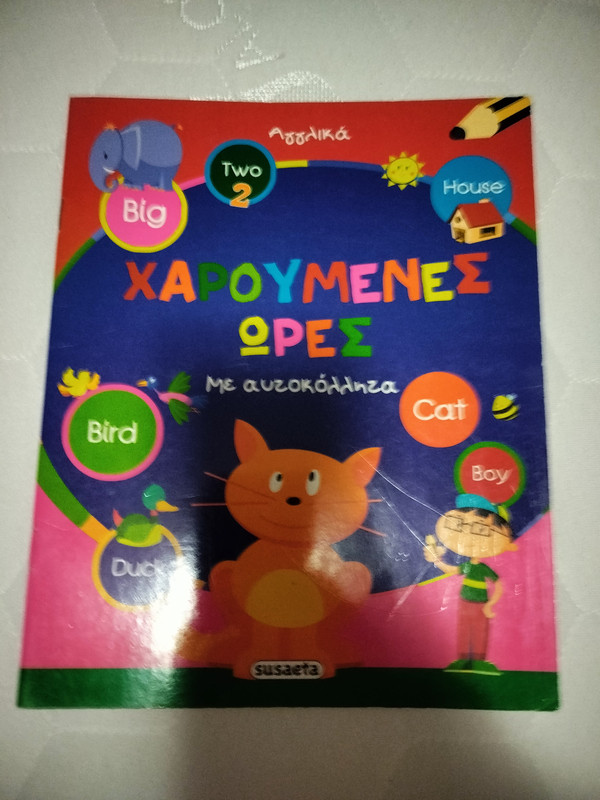 Αγγλικά
Two
2
House
Big
ΧΑΡΟΥΜΕΝΕΣ
ΩΡΕΣ
Με αυτοκόλλητα
Cat
Bird
Boy
Duck
susaeta